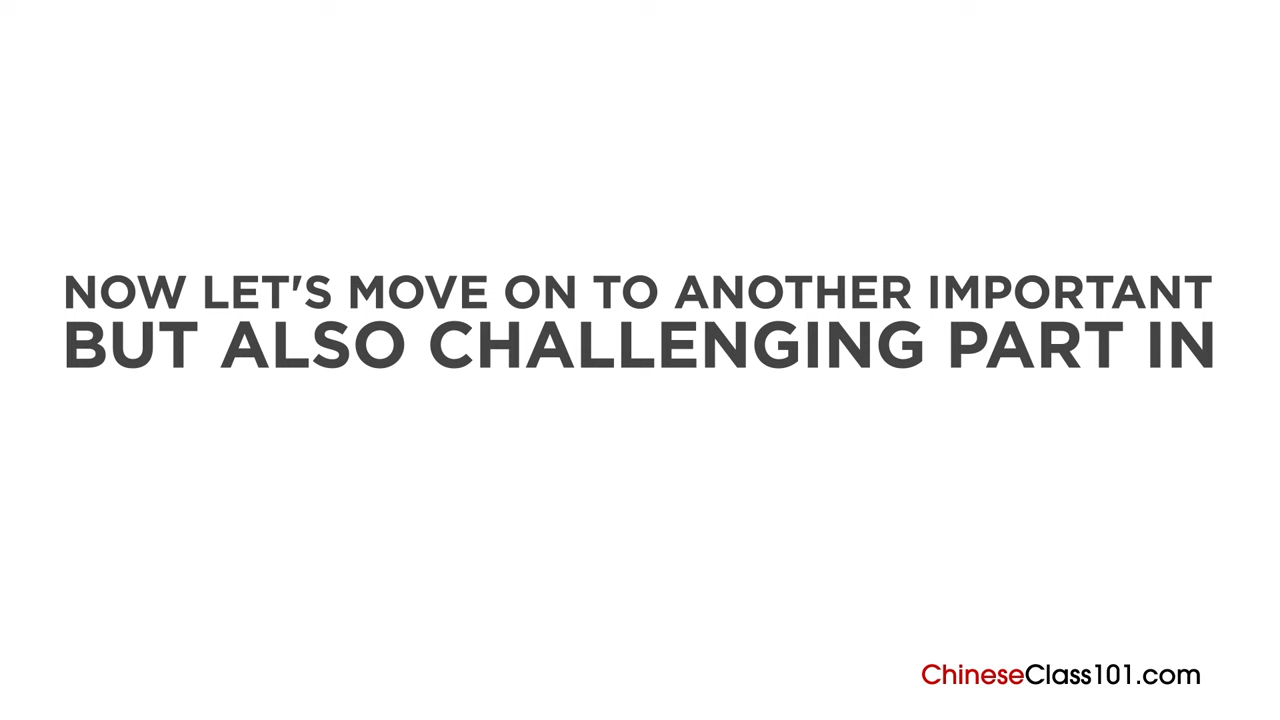 NOW LET'S MOVE ON TO ANOTHER IMPORTANT
BUT ALSO CHALLENGING PART IN
ChineseClass101.com